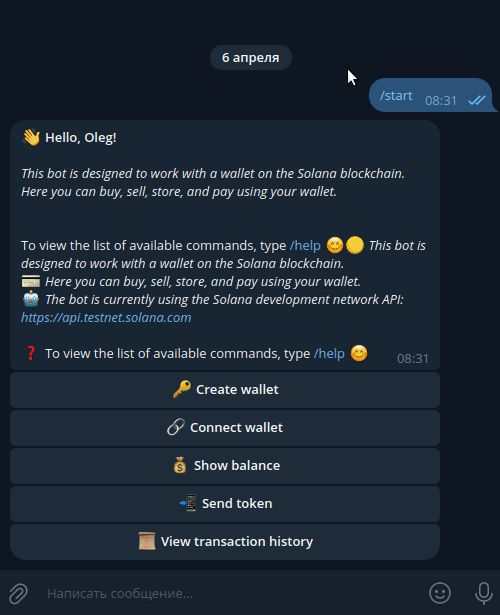 6 апреля
/start 08:31
👋 Hello, Oleg!
This bot is designed to work with a wallet on the Solana blockchain.
Here you can buy, sell, store, and pay using your wallet.
To view the list of available commands, type /help 😊🟡 This bot is
designed to work with a wallet on the Solana blockchain.
💳 Here you can buy, sell, store, and pay using your wallet.
🤖 The bot is currently using the Solana development network API:
https://api.testnet.solana.com
❓ To view the list of available commands, type /help 😊 08:31
🔑 Create wallet
🔗 Connect wallet
💰 Show balance
📲 Send token
📜 View transaction history
Написать сообщение...